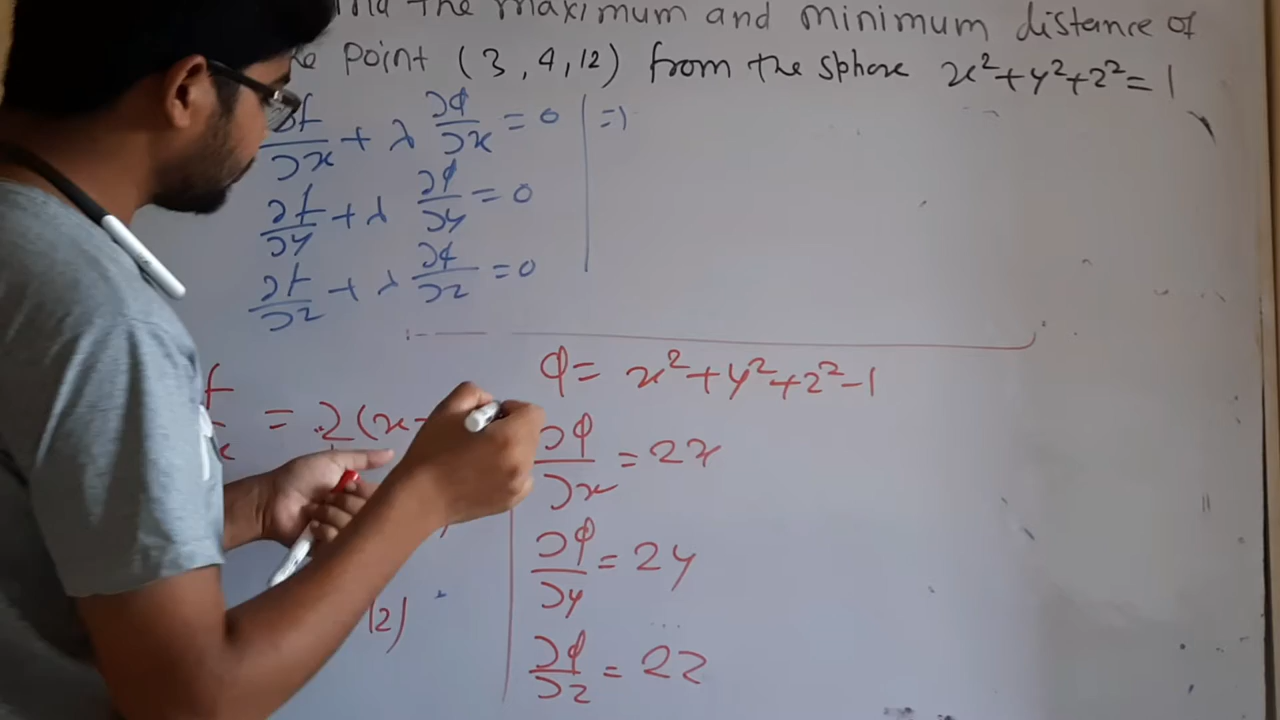 the maximum and minimum distance of
point (3, 4, 12) from the sphere x²+y²+z²=1
∂f/∂x + λ ∂φ/∂x = 0 | =)
∂f/∂y + λ ∂φ/∂y = 0
∂f/∂z + λ ∂φ/∂z = 0
φ = x²+y²+z²-1
= 2(x-
∂φ/∂x = 2x
∂φ/∂y = 2y
12)
∂φ/∂z = 2z